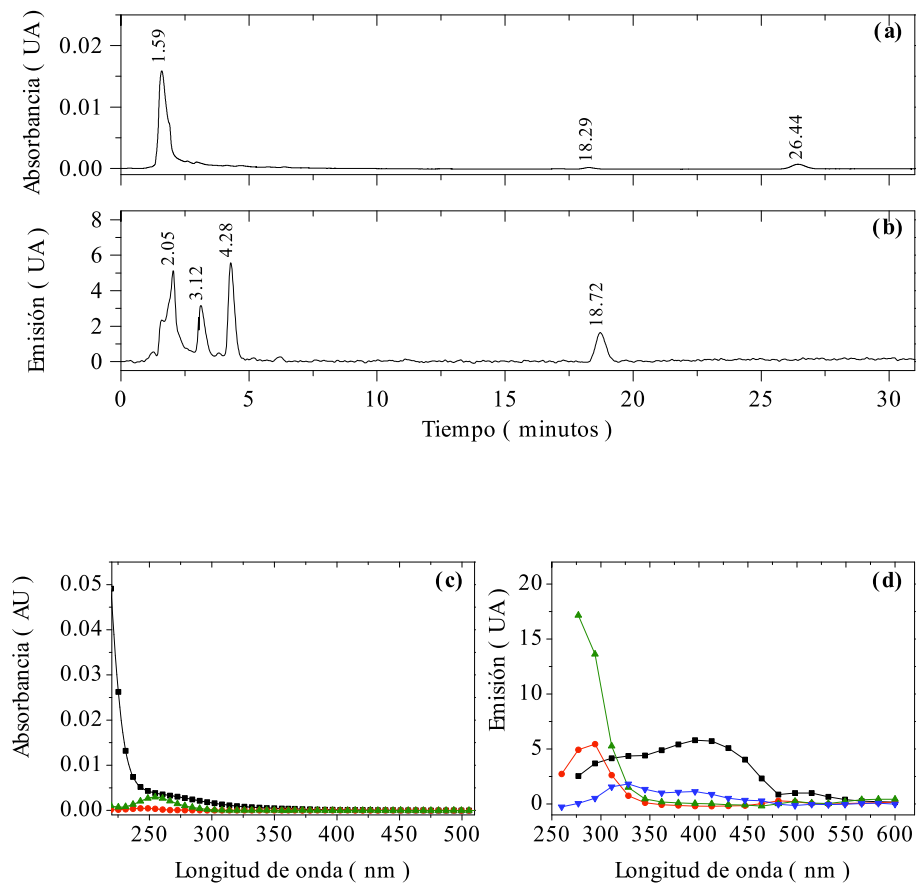 (a)
Absorbancia ( UA )
0.02
0.01
0.00
1.59
18.29
26.44
(b)
Emisión ( UA )
8
6
4
2
0
2.05
3.12
4.28
18.72
0 5 10 15 20 25 30
Tiempo ( minutos )
(c)
Absorbancia ( AU )
0.05
0.04
0.03
0.02
0.01
0.00
250 300 350 400 450 500
Longitud de onda ( nm )
(d)
Emisión ( UA )
20
15
10
5
0
250 300 350 400 450 500 550 600
Longitud de onda ( nm )